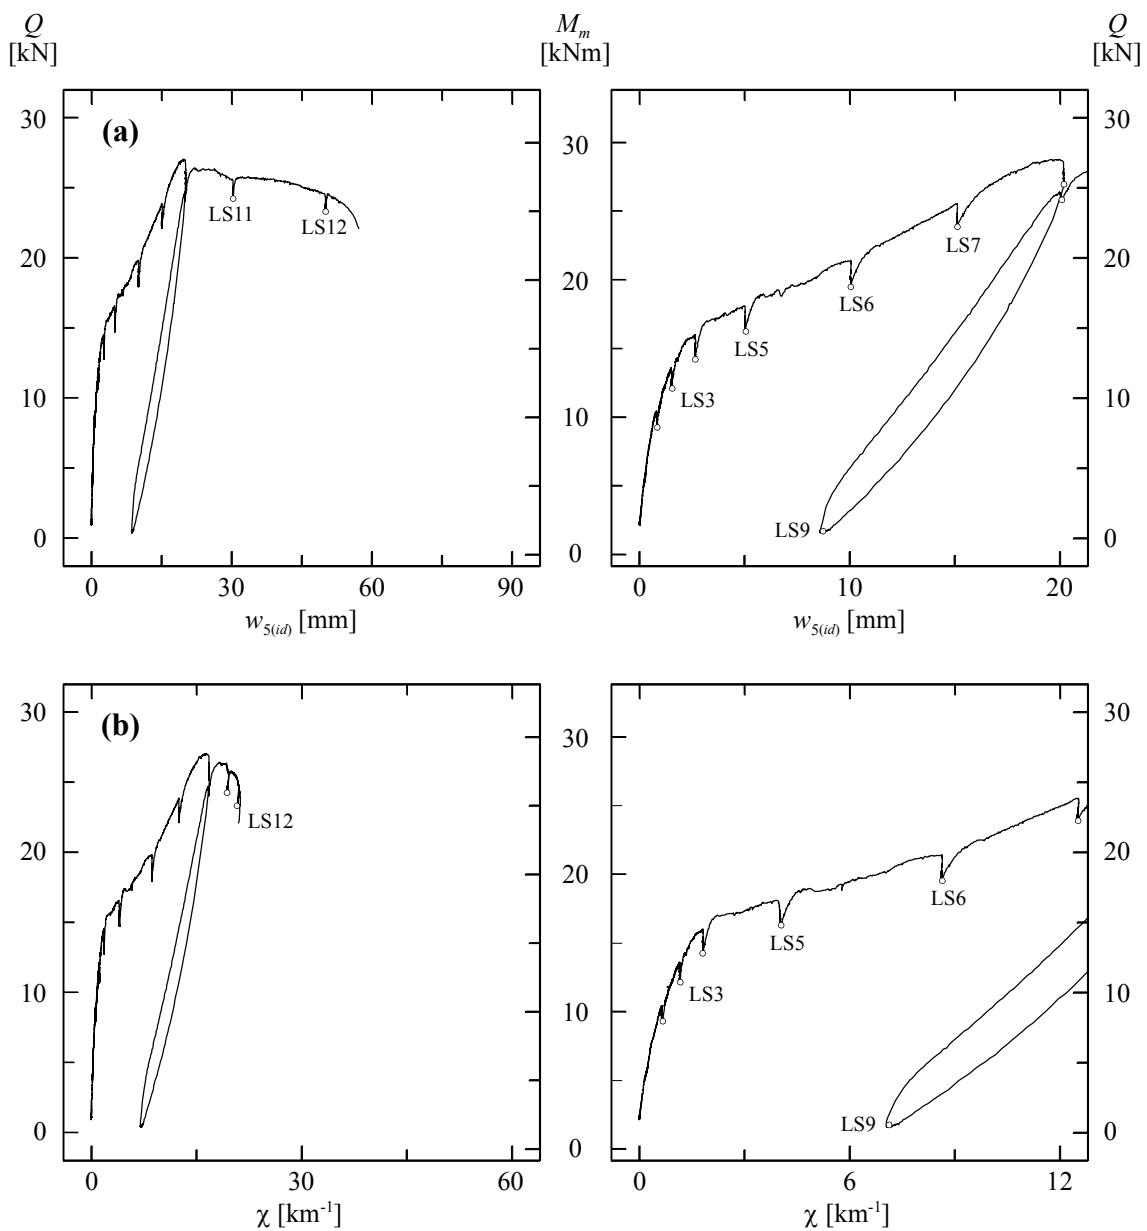 Q
[kN]
M_m
[kNm]
Q
[kN]
(a)
30
20
10
0
LS11
LS12
0 30 60 90
w_5(id) [mm]
30
20
10
0
LS3
LS5
LS6
LS7
LS9
30
20
10
0
0 10 20
w_5(id) [mm]
(b)
30
20
10
0
LS12
0 30 60
χ [km⁻¹]
30
20
10
0
LS3
LS5
LS6
LS9
30
20
10
0
0 6 12
χ [km⁻¹]